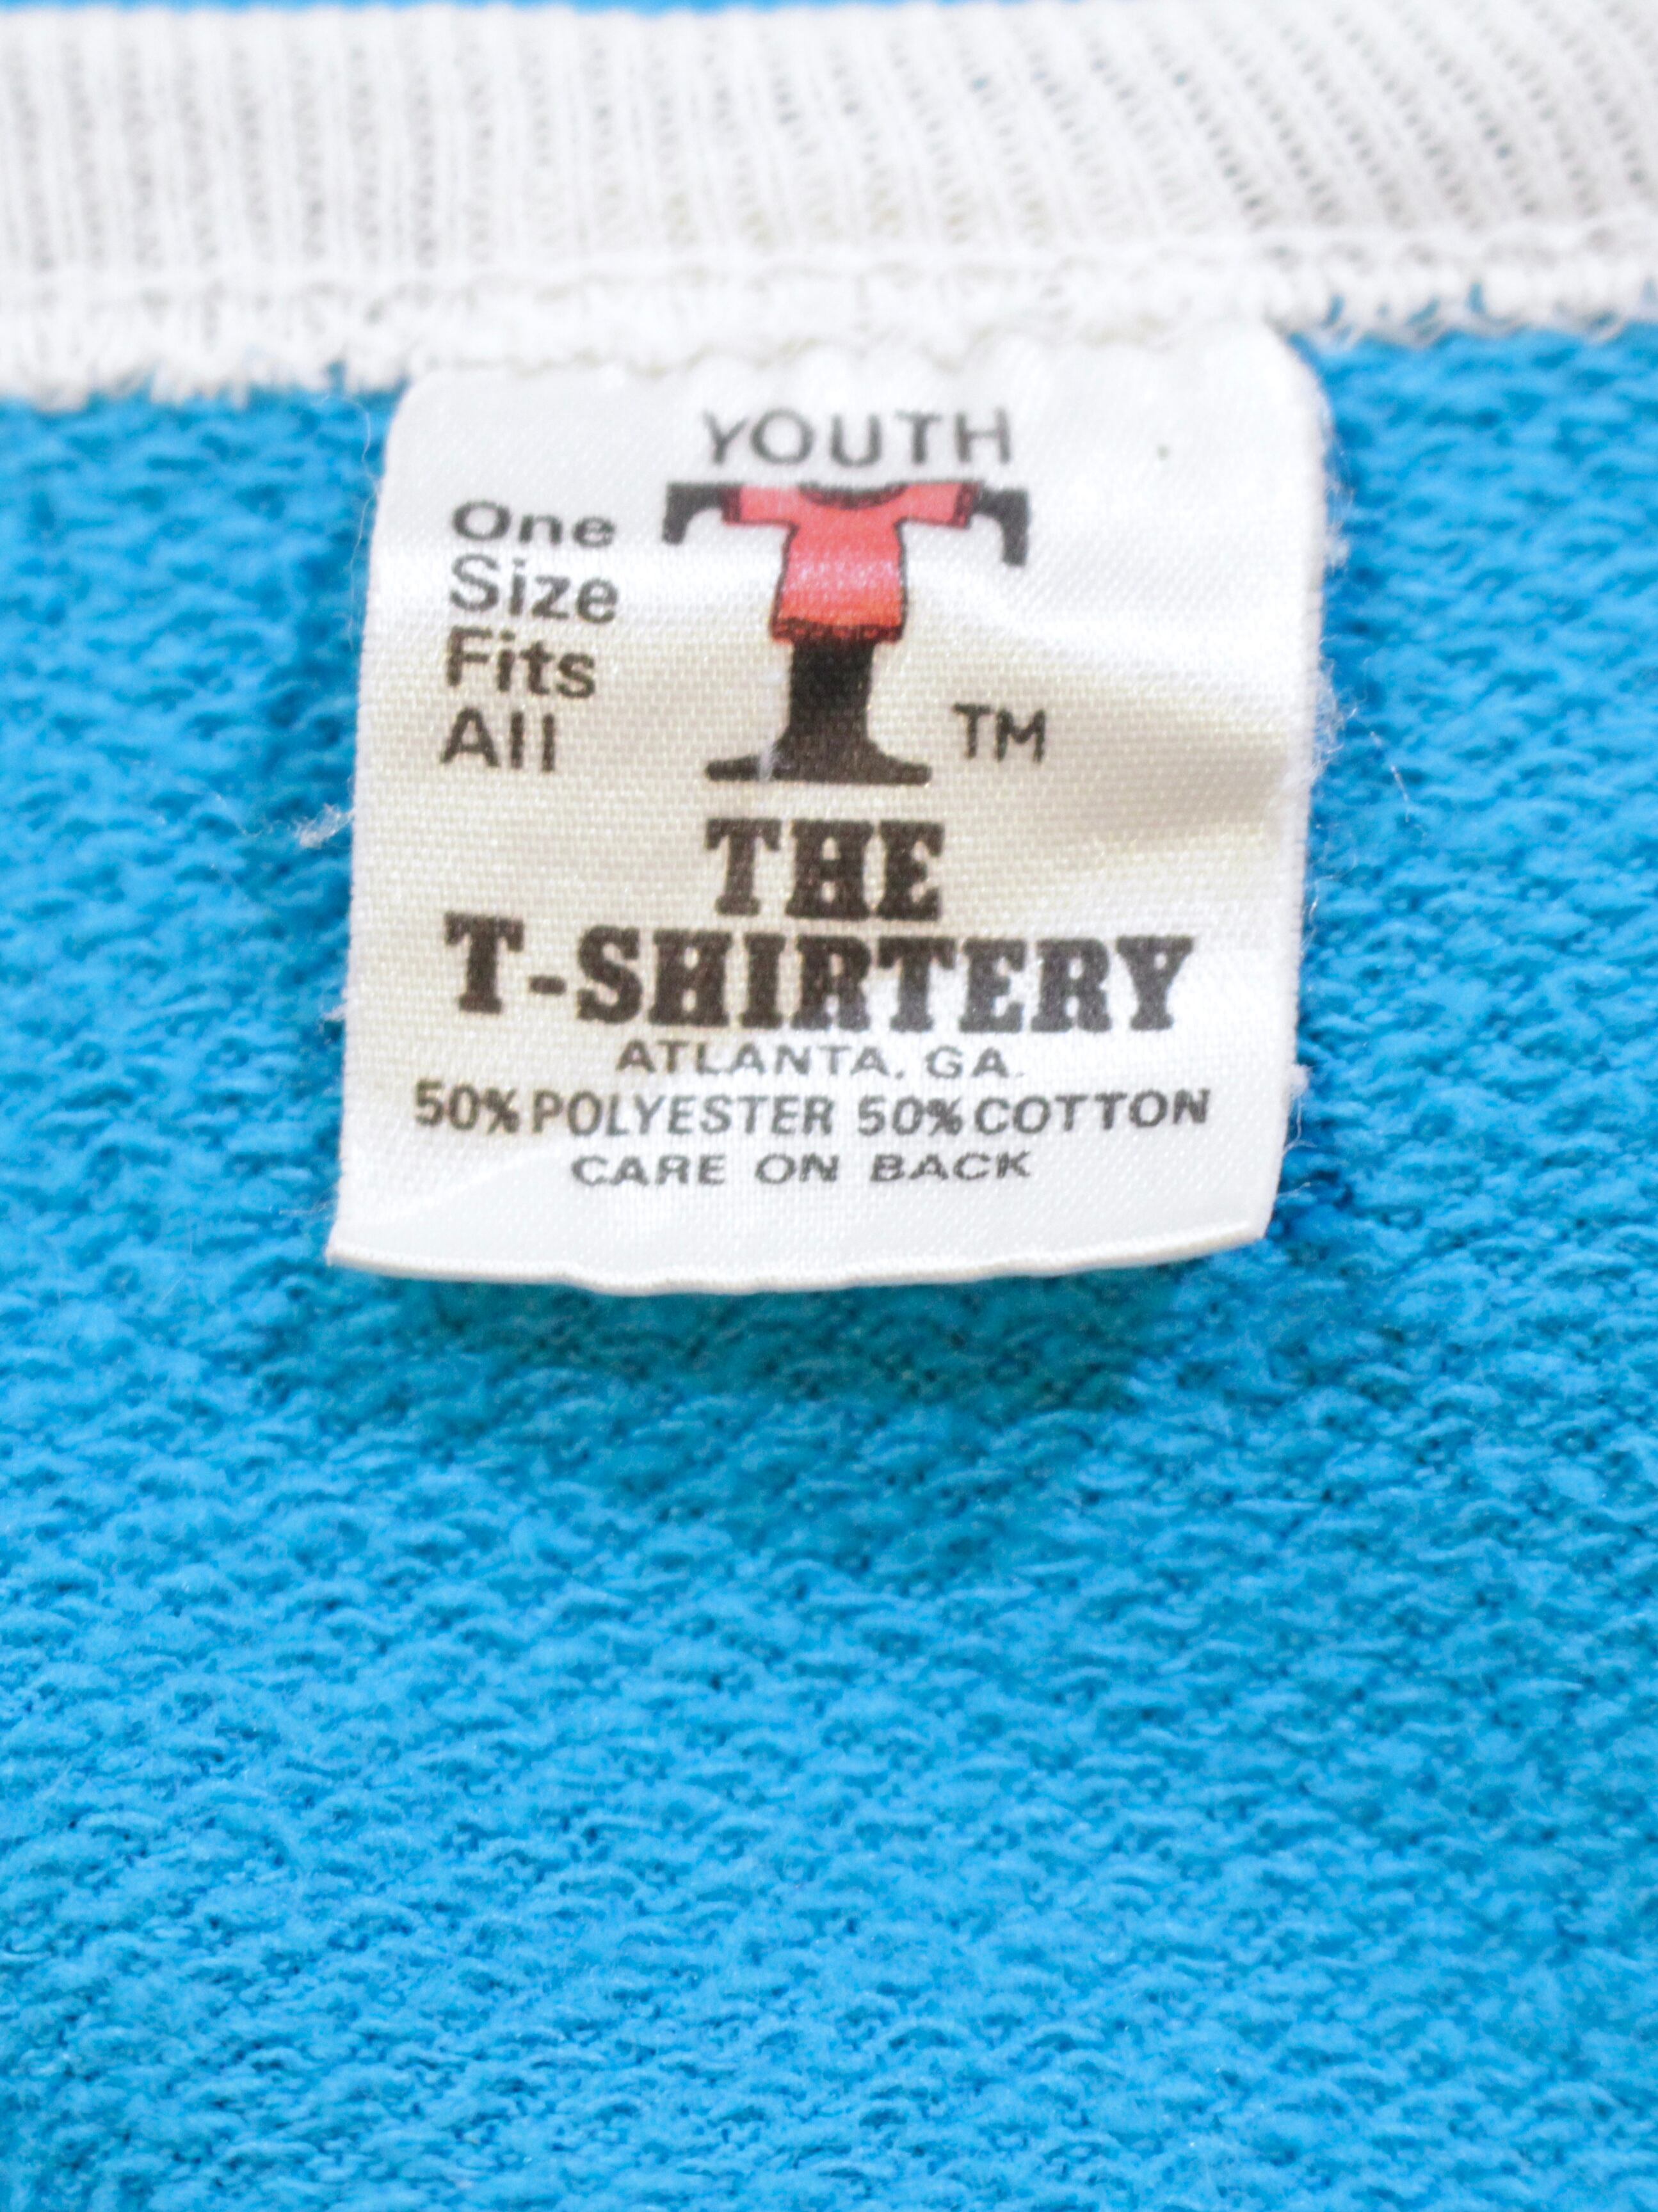 YOUTH
One
Size
Fits
All
TM
THE
T-SHIRTERY
ATLANTA, GA.
50% POLYESTER 50% COTTON
CARE ON BACK